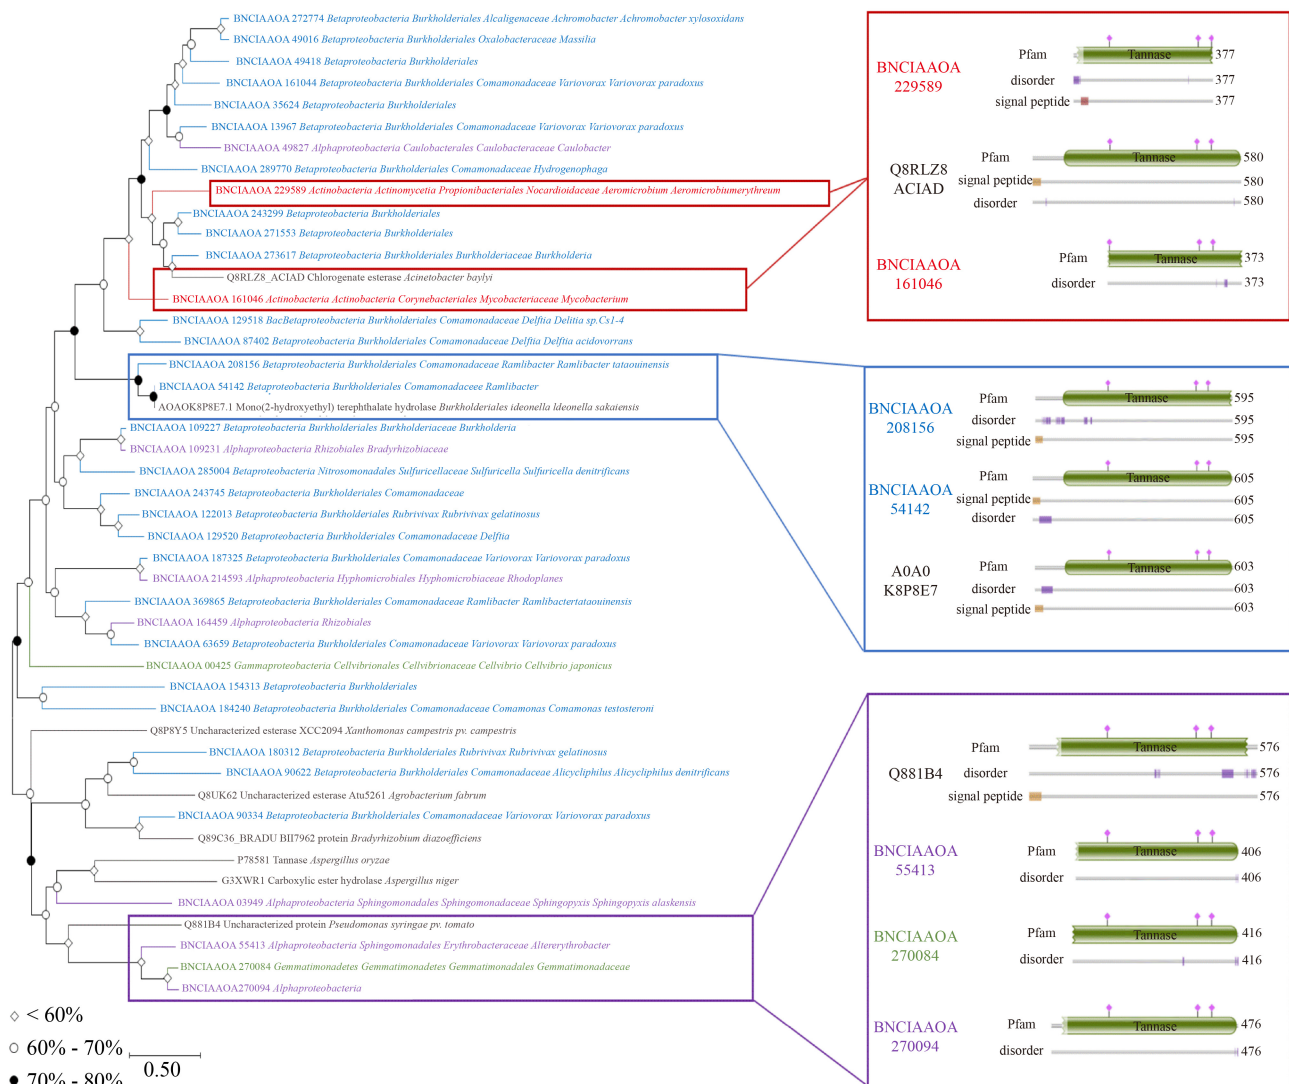 BNCIAAOA 272774 Betaproteobacteria Burkholderiales Alcaligenaceae Achromobacter Achromobacter xylosoxidans
BNCIAAOA 49016 Betaproteobacteria Burkholderiales Oxalobacteraceae Massilia
BNCIAAOA 49418 Betaproteobacteria Burkholderiales
BNCIAAOA 161044 Betaproteobacteria Burkholderiales Comamonadaceae Variovorax Variovorax paradoxus
BNCIAAOA 35624 Betaproteobacteria Burkholderiales
BNCIAAOA 13967 Betaproteobacteria Burkholderiales Comamonadaceae Variovorax Variovorax paradoxus
BNCIAAOA 49827 Alphaproteobacteria Caulobacterales Caulobacteraceae Caulobacter
BNCIAAOA 289770 Betaproteobacteria Burkholderiales Comamonadaceae Hydrogenophaga
BNCIAAOA 229589 Actinobacteria Actinomycetia Propionibacteriales Nocardioidaceae Aeromicrobium Aeromicrobiumerythreum
BNCIAAOA 243299 Betaproteobacteria Burkholderiales
BNCIAAOA 271553 Betaproteobacteria Burkholderiales
BNCIAAOA 273617 Betaproteobacteria Burkholderiales Burkholderiaceae Burkholderia
Q8RLZ8_ACIAD Chlorogenate esterase Acinetobacter baylyi
BNCIAAOA 161046 Actinobacteria Actinobacteria Corynebacteriales Mycobacteriaceae Mycobacterium
BNCIAAOA 129518 BacBetaproteobacteria Burkholderiales Comamonadaceae Delftia Delitia sp.Cs1-4
BNCIAAOA 87402 Betaproteobacteria Burkholderiales Comamonadaceae Delftia Delftia acidovorrans
BNCIAAOA 208156 Betaproteobacteria Burkholderiales Comamonadaceae Ramlibacter Ramlibacter tataouinensis
BNCIAAOA 54142 Betaproteobacteria Burkholderiales Comamonadaceee Ramlibacter
AOAOK8P8E7.1 Mono(2-hydroxyethyl) terephthalate hydrolase Burkholderiales ideonella ldeonella sakaiensis
BNCIAAOA 109227 Betaproteobacteria Burkholderiales Burkholderiaceae Burkholderia
BNCIAAOA 109231 Alphaproteobacteria Rhizobiales Bradyrhizobiaceae
BNCIAAOA 285004 Betaproteobacteria Nitrosomonadales Sulfuricellaceae Sulfuricella Sulfuricella denitrificans
BNCIAAOA 243745 Betaproteobacteria Burkholderiales Comamonadaceae
BNCIAAOA 122013 Betaproteobacteria Burkholderiales Rubrivivax Rubrivivax gelatinosus
BNCIAAOA 129520 Betaproteobacteria Burkholderiales Comamonadaceae Delftia
BNCIAAOA 187325 Betaproteobacteria Burkholderiales Comamonadaceae Variovorax Variovorax paradoxus
BNCIAAOA 214593 Alphaproteobacteria Hyphomicrobiales Hyphomicrobiaceae Rhodoplanes
BNCIAAOA 369865 Betaproteobacteria Burkholderiales Comamonadaceae Ramlibacter Ramlibactertataouinensis
BNCIAAOA 164459 Alphaproteobacteria Rhizobiales
BNCIAAOA 63659 Betaproteobacteria Burkholderiales Comamonadaceae Variovorax Variovorax paradoxus
BNCIAAOA 00425 Gammaproteobacteria Cellvibrionales Cellvibrionaceae Cellvibrio Cellvibrio japonicus
BNCIAAOA 154313 Betaproteobacteria Burkholderiales
BNCIAAOA 184240 Betaproteobacteria Burkholderiales Comamonadaceae Comamonas Comamonas testosteroni
Q8P8Y5 Uncharacterized esterase XCC2094 Xanthomonas campestris pv. campestris
BNCIAAOA 180312 Betaproteobacteria Burkholderiales Rubrivivax Rubrivivax gelatinosus
BNCIAAOA 90622 Betaproteobacteria Burkholderiales Comamonadaceae Alicycliphilus Alicycliphilus denitrificans
Q8UK62 Uncharacterized esterase Atu5261 Agrobacterium fabrum
BNCIAAOA 90334 Betaproteobacteria Burkholderiales Comamonadaceae Variovorax Variovorax paradoxus
Q89C36_BRADU BII7962 protein Bradyrhizobium diazoefficiens
P78581 Tannase Aspergillus oryzae
G3XWR1 Carboxylic ester hydrolase Aspergillus niger
BNCIAAOA 03949 Alphaproteobacteria Sphingomonadales Sphingomonadaceae Sphingopyxis Sphingopyxis alaskensis
Q881B4 Uncharacterized protein Pseudomonas syringae pv. tomato
BNCIAAOA 55413 Alphaproteobacteria Sphingomonadales Erythrobacteraceae Altererythrobacter
BNCIAAOA 270084 Gemmatimonadetes Gemmatimonadetes Gemmatimonadales Gemmatimonadaceae
BNCIAAOA270094 Alphaproteobacteria
< 60%
60% - 70%
70% - 80%
0.50
BNCIAAOA
229589
Pfam Tannase 377
disorder 377
signal peptide 377
Q8RLZ8
ACIAD
Pfam Tannase 580
signal peptide 580
disorder 580
BNCIAAOA
161046
Pfam Tannase 373
disorder 373
BNCIAAOA
208156
Pfam Tannase 595
disorder 595
signal peptide 595
BNCIAAOA
54142
Pfam Tannase 605
signal peptide 605
disorder 605
A0A0
K8P8E7
Pfam Tannase 603
disorder 603
signal peptide 603
Q881B4
Pfam Tannase 576
disorder 576
signal peptide 576
BNCIAAOA
55413
Pfam Tannase 406
disorder 406
BNCIAAOA
270084
Pfam Tannase 416
disorder 416
BNCIAAOA
270094
Pfam Tannase 476
disorder 476